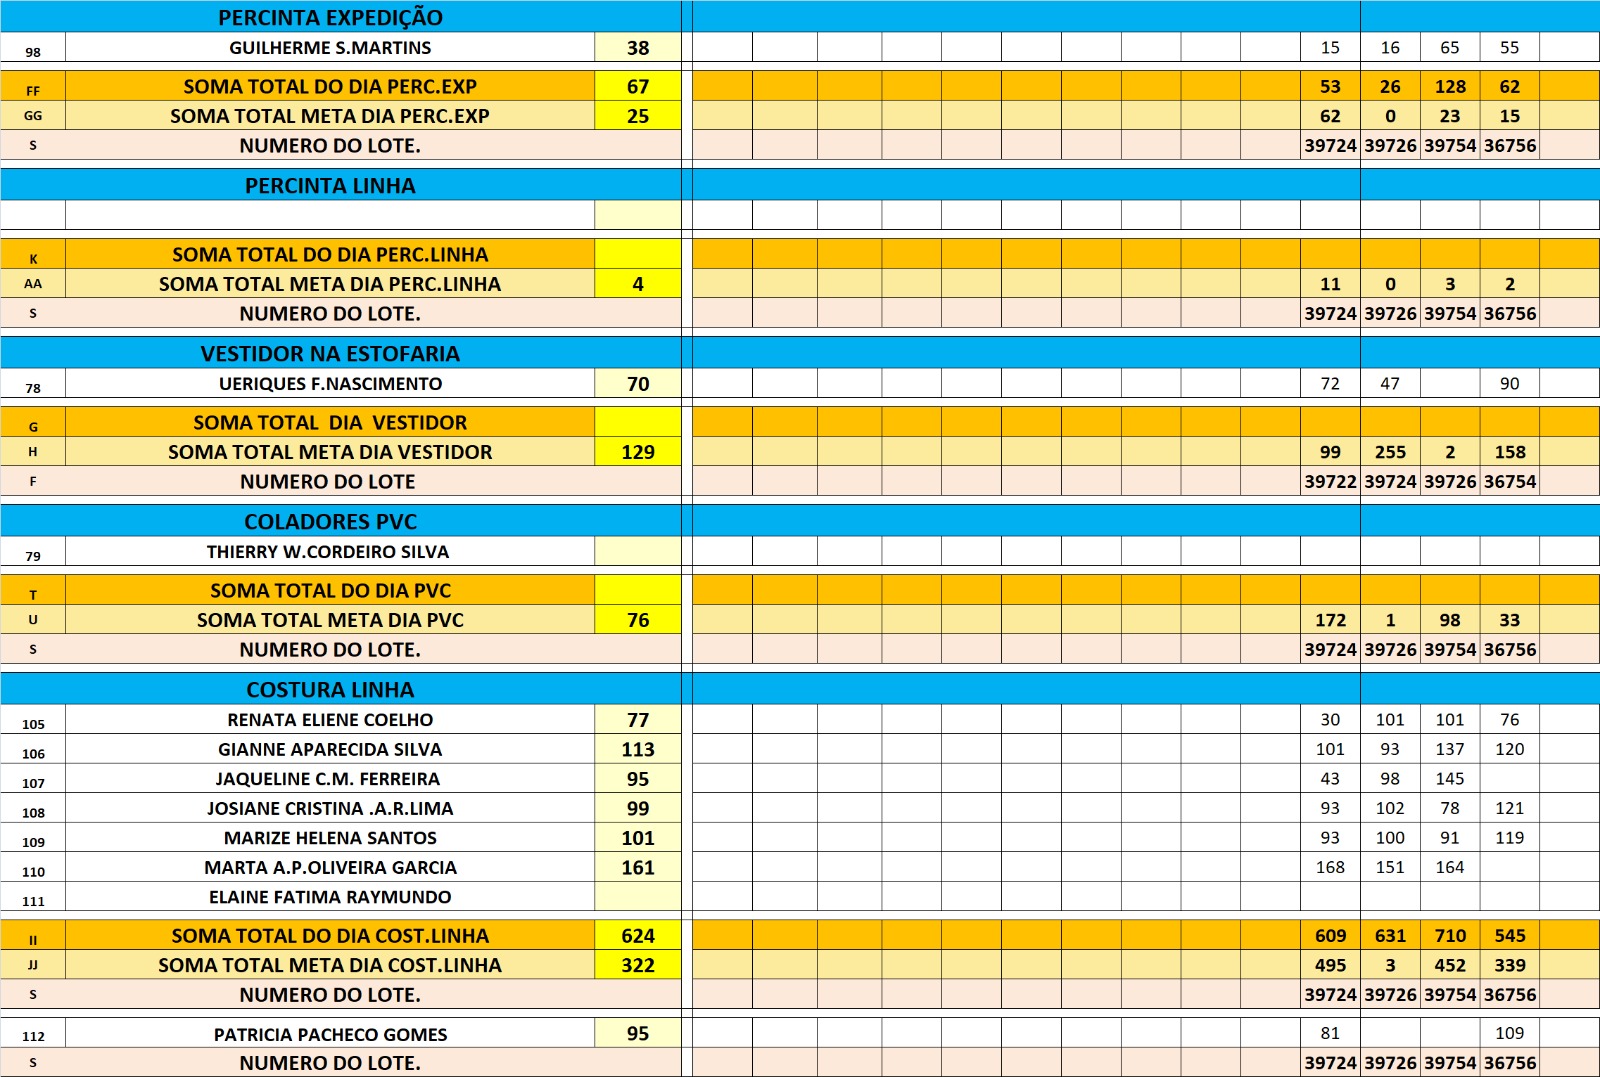 PERCINTA EXPEDIÇÃO
98 GUILHERME S.MARTINS 38 15 16 65 55
FF SOMA TOTAL DO DIA PERC.EXP 67 53 26 128 62
GG SOMA TOTAL META DIA PERC.EXP 25 62 0 23 15
S NUMERO DO LOTE. 39724 39726 39754 36756
PERCINTA LINHA
K SOMA TOTAL DO DIA PERC.LINHA
AA SOMA TOTAL META DIA PERC.LINHA 4 11 0 3 2
S NUMERO DO LOTE. 39724 39726 39754 36756
VESTIDOR NA ESTOFARIA
78 UERIQUES F.NASCIMENTO 70 72 47 90
G SOMA TOTAL DIA VESTIDOR
H SOMA TOTAL META DIA VESTIDOR 129 99 255 2 158
F NUMERO DO LOTE 39722 39724 39726 36754
COLADORES PVC
79 THIERRY W.CORDEIRO SILVA
T SOMA TOTAL DO DIA PVC
U SOMA TOTAL META DIA PVC 76 172 1 98 33
S NUMERO DO LOTE. 39724 39726 39754 36756
COSTURA LINHA
105 RENATA ELIENE COELHO 77 30 101 101 76
106 GIANNE APARECIDA SILVA 113 101 93 137 120
107 JAQUELINE C.M. FERREIRA 95 43 98 145
108 JOSIANE CRISTINA .A.R.LIMA 99 93 102 78 121
109 MARIZE HELENA SANTOS 101 93 100 91 119
110 MARTA A.P.OLIVEIRA GARCIA 161 168 151 164
111 ELAINE FATIMA RAYMUNDO
II SOMA TOTAL DO DIA COST.LINHA 624 609 631 710 545
JJ SOMA TOTAL META DIA COST.LINHA 322 495 3 452 339
S NUMERO DO LOTE. 39724 39726 39754 36756
112 PATRICIA PACHECO GOMES 95 81 109
S NUMERO DO LOTE. 39724 39726 39754 36756